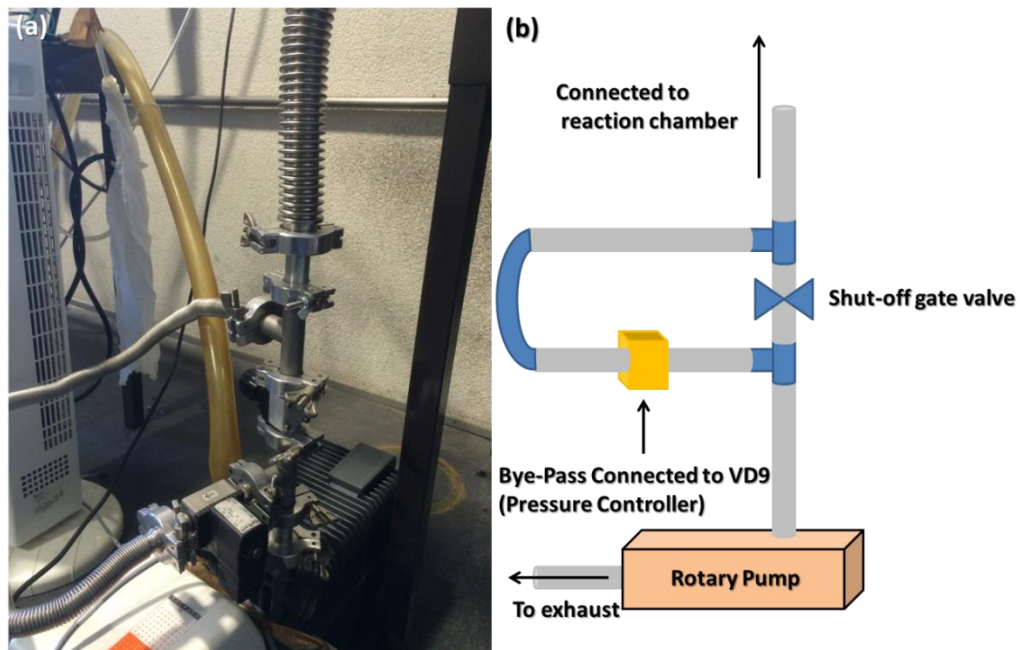 (a)
(b)
Connected to
reaction chamber
Shut-off gate valve
Bye-Pass Connected to VD9
(Pressure Controller)
Rotary Pump
To exhaust